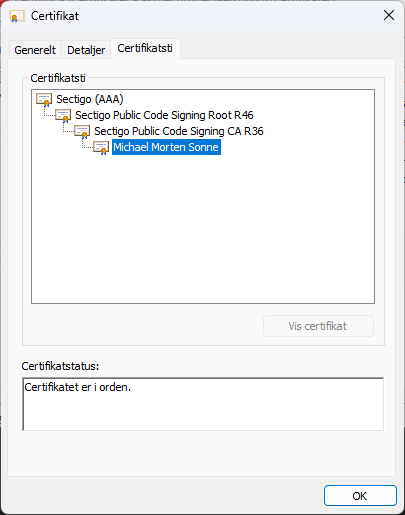 Certifikat
Generelt Detaljer Certifikatsti
Certifikatsti
Sectigo (AAA)
Sectigo Public Code Signing Root R46
Sectigo Public Code Signing CA R36
Michael Morten Sonne
Vis certifikat
Certifikatstatus:
Certifikatet er i orden.
OK